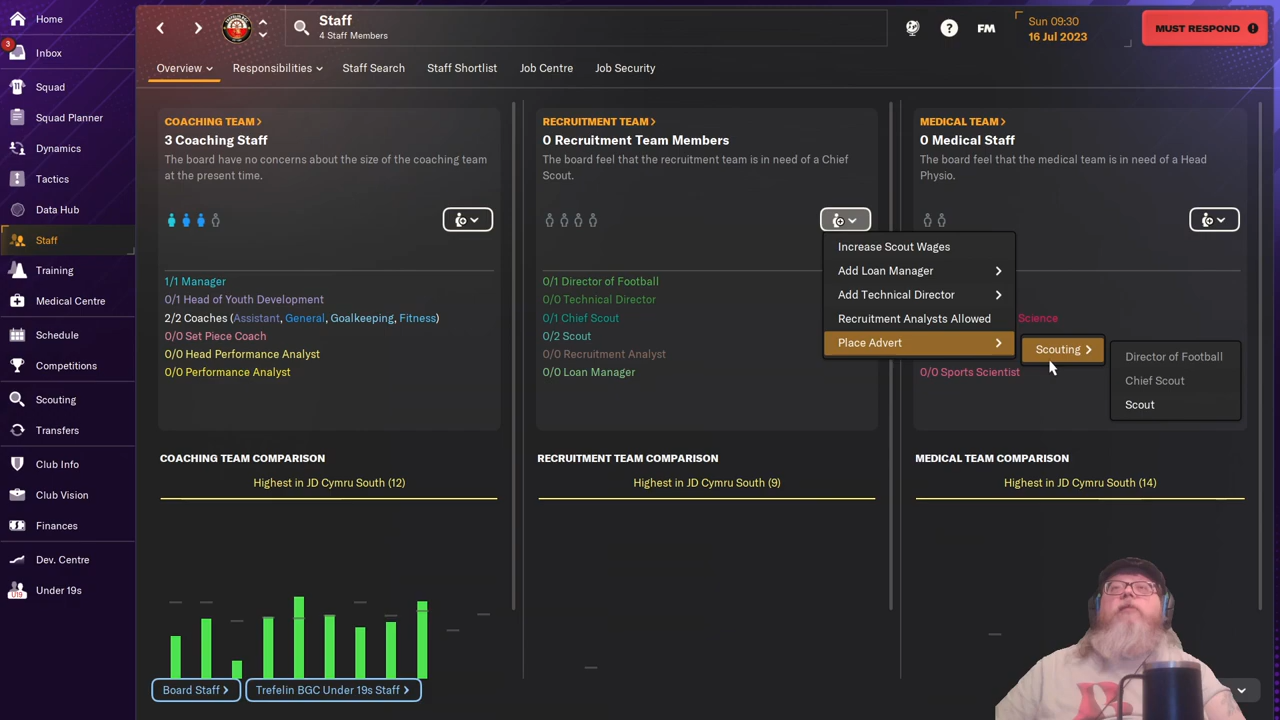 Home
3
Inbox
Squad
Squad Planner
Dynamics
Tactics
Data Hub
Staff
Training
Medical Centre
Schedule
Competitions
Scouting
Transfers
Club Info
Club Vision
Finances
Dev. Centre
U19
Under 19s
Staff
4 Staff Members
?
FM
Sun 09:30
16 Jul 2023
MUST RESPOND
Overview
Responsibilities
Staff Search
Staff Shortlist
Job Centre
Job Security
COACHING TEAM
3 Coaching Staff
The board have no concerns about the size of the coaching team
at the present time.
1/1 Manager
0/1 Head of Youth Development
2/2 Coaches (Assistant, General, Goalkeeping, Fitness)
0/0 Set Piece Coach
0/0 Head Performance Analyst
0/0 Performance Analyst
RECRUITMENT TEAM
0 Recruitment Team Members
The board feel that the recruitment team is in need of a Chief
Scout.
0/1 Director of Football
0/0 Technical Director
0/1 Chief Scout
0/2 Scout
0/0 Recruitment Analyst
0/0 Loan Manager
Increase Scout Wages
Add Loan Manager
Add Technical Director
Recruitment Analysts Allowed
Place Advert
Scouting
Director of Football
Chief Scout
Scout
MEDICAL TEAM
0 Medical Staff
The board feel that the medical team is in need of a Head
Physio.
Science
0/0 Sports Scientist
COACHING TEAM COMPARISON
Highest in JD Cymru South (12)
RECRUITMENT TEAM COMPARISON
Highest in JD Cymru South (9)
MEDICAL TEAM COMPARISON
Highest in JD Cymru South (14)
Board Staff
Trefelin BGC Under 19s Staff